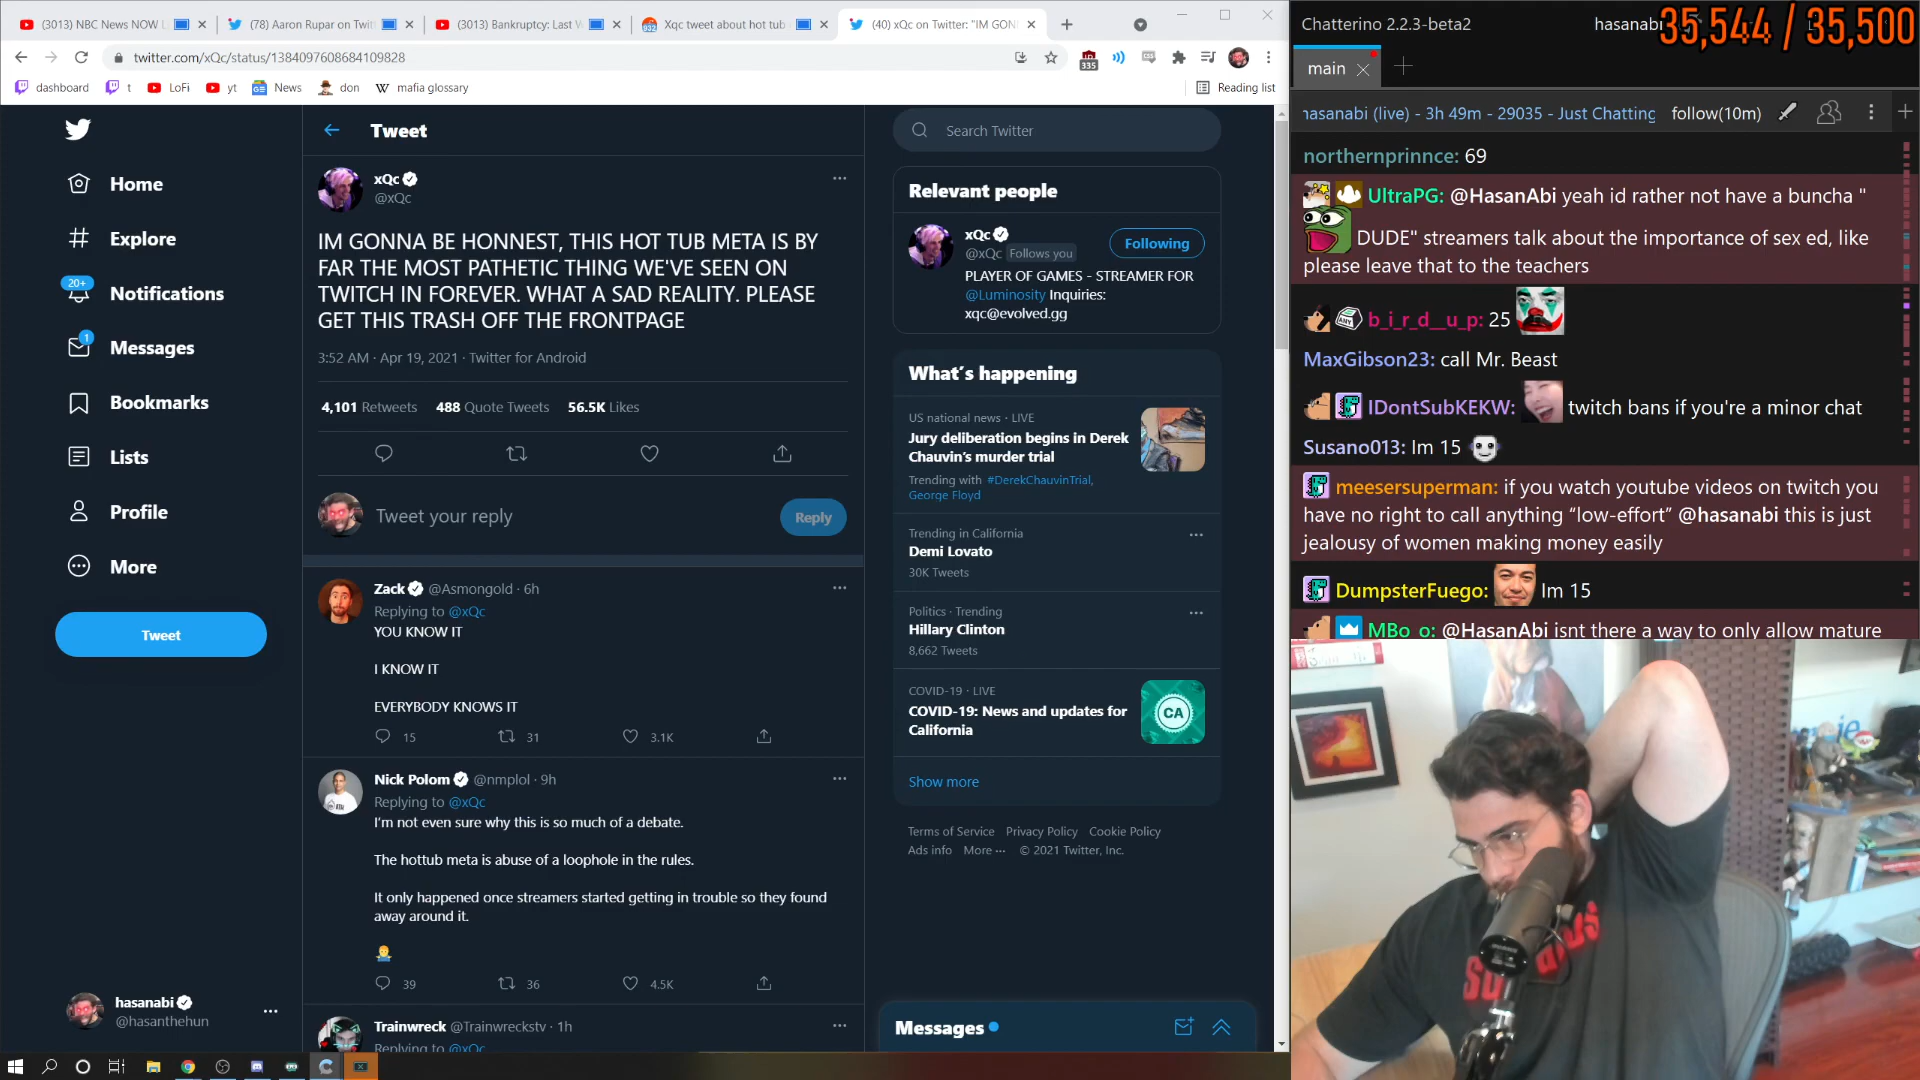 (3013) NBC News NOW L
(78) Aaron Rupar on Twitt
(3013) Bankruptcy: Last W
Xqc tweet about hot tub
(40) xQc on Twitter: "IM GON
twitter.com/xQc/status/1384097608684109828
335
dashboard
t
LoFi
yt
News
don
mafia glossary
Reading list
Home
Explore
20+
Notifications
1
Messages
Bookmarks
Lists
Profile
More
Tweet
hasanabi
@hasanthehun
Tweet
xQc
@xQc
IM GONNA BE HONNEST, THIS HOT TUB META IS BY
FAR THE MOST PATHETIC THING WE'VE SEEN ON
TWITCH IN FOREVER. WHAT A SAD REALITY. PLEASE
GET THIS TRASH OFF THE FRONTPAGE
3:52 AM · Apr 19, 2021 · Twitter for Android
4,101 Retweets 488 Quote Tweets 56.5K Likes
Tweet your reply
Reply
Zack @Asmongold · 6h
Replying to @xQc
YOU KNOW IT
I KNOW IT
EVERYBODY KNOWS IT
15 31 3.1K
Nick Polom @nmplol · 9h
Replying to @xQc
I'm not even sure why this is so much of a debate.
The hottub meta is abuse of a loophole in the rules.
It only happened once streamers started getting in trouble so they found
away around it.
39 36 4.5K
Trainwreck @Trainwreckstv · 1h
Replying to @xQc
Search Twitter
Relevant people
xQc
@xQc Follows you
Following
PLAYER OF GAMES - STREAMER FOR
@Luminosity Inquiries:
xqc@evolved.gg
What's happening
US national news · LIVE
Jury deliberation begins in Derek
Chauvin's murder trial
Trending with #DerekChauvinTrial,
George Floyd
Trending in California
Demi Lovato
30K Tweets
Politics · Trending
Hillary Clinton
8,662 Tweets
COVID-19 · LIVE
COVID-19: News and updates for
California
CA
Show more
Terms of Service Privacy Policy Cookie Policy
Ads info More ··· © 2021 Twitter, Inc.
Messages
Chatterino 2.2.3-beta2
hasanabi
35,544 / 35,500
main
hasanabi (live) - 3h 49m - 29035 - Just Chatting
follow(10m)
northernprinnce: 69
UltraPG: @HasanAbi yeah id rather not have a buncha "
DUDE" streamers talk about the importance of sex ed, like
please leave that to the teachers
b_i_r_d__u_p: 25
MaxGibson23: call Mr. Beast
IDontSubKEKW: twitch bans if you're a minor chat
Susano013: Im 15
meesersuperman: if you watch youtube videos on twitch you
have no right to call anything “low-effort” @hasanabi this is just
jealousy of women making money easily
DumpsterFuego: Im 15
MBo_o: @HasanAbi isnt there a way to only allow mature